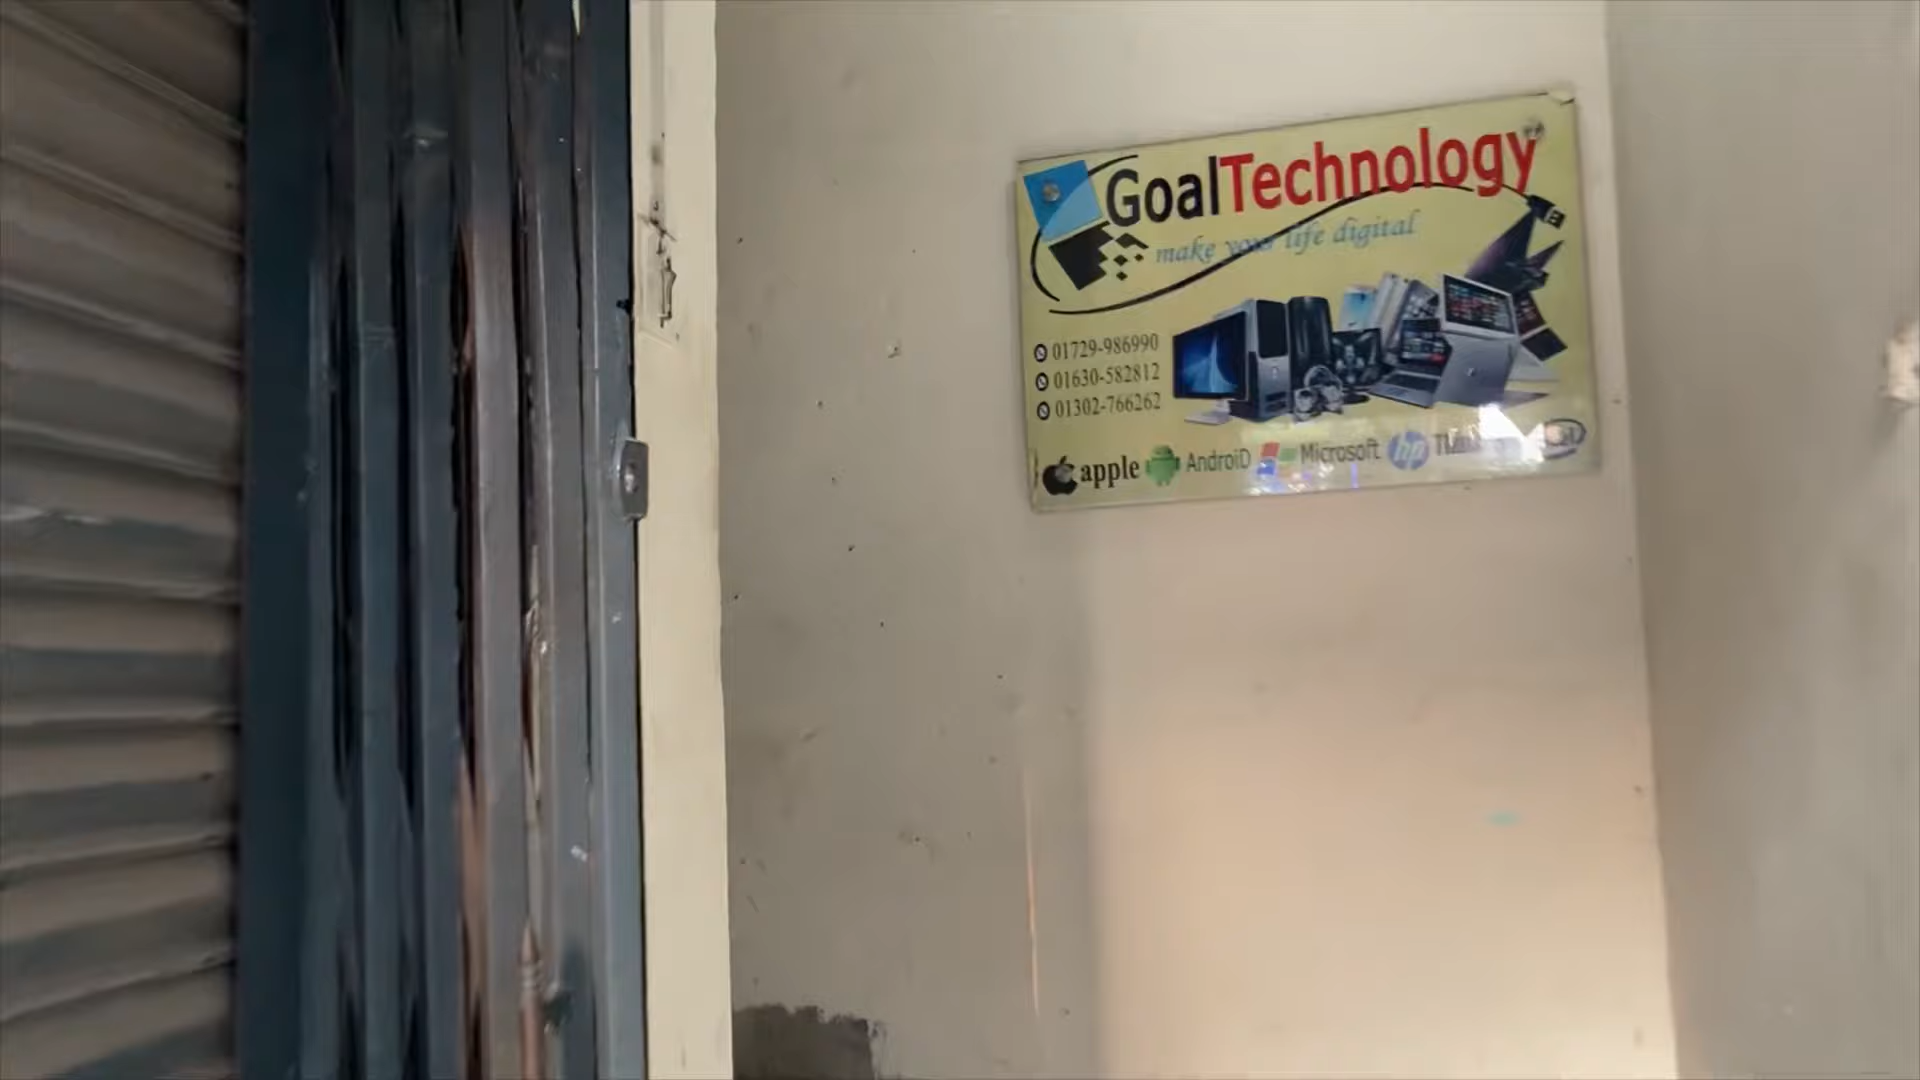 GoalTechnology
make your life digital
01729-986990
01630-582812
01302-766262
apple AndroiD Microsoft hp